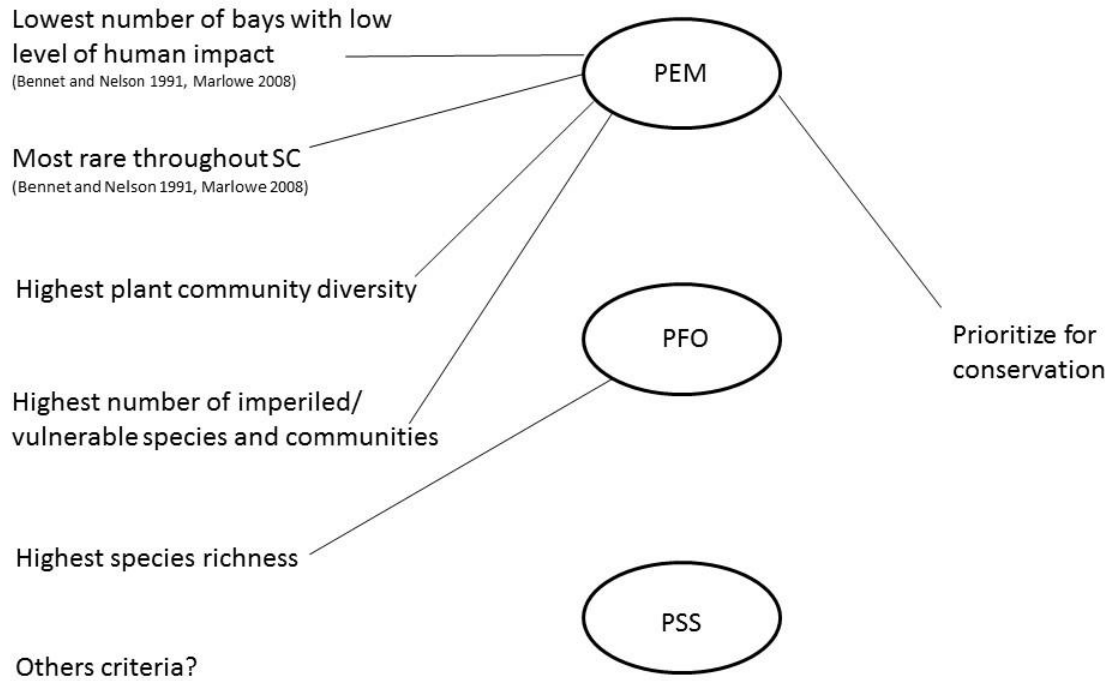 Lowest number of bays with low
level of human impact
(Bennet and Nelson 1991, Marlowe 2008)
Most rare throughout SC
(Bennet and Nelson 1991, Marlowe 2008)
Highest plant community diversity
Highest number of imperiled/
vulnerable species and communities
Highest species richness
Others criteria?
PEM
PFO
PSS
Prioritize for
conservation